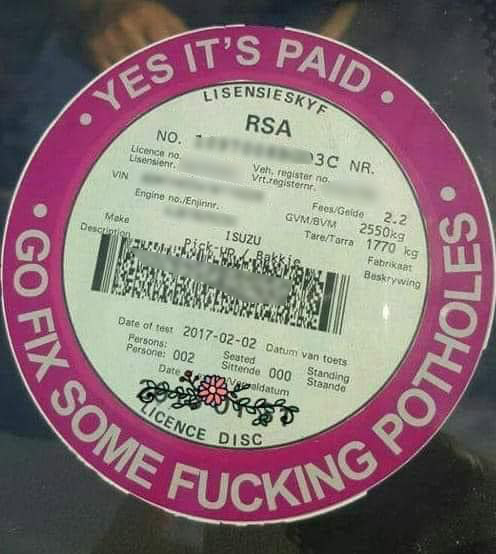 • YES IT'S PAID •
LISENSIESKYF
RSA
NO. 3C NR.
Licence no.
Lisensienr.
Veh. register no.
Vrt.registernr.
VIN
Engine no./Enjinnr.
Fees/Gelde 2.2
GVM/BVM 2550kg
Tare/Tarra 1770 kg
Make ISUZU Fabrikaat
Description Pick-up / Bakkie Beskrywing
Date of test 2017-02-02 Datum van toets
Persons: Seated Standing
Persone: 002 Sittende 000 Staande
Date
LICENCE DISC
GO FIX SOME FUCKING POTHOLES